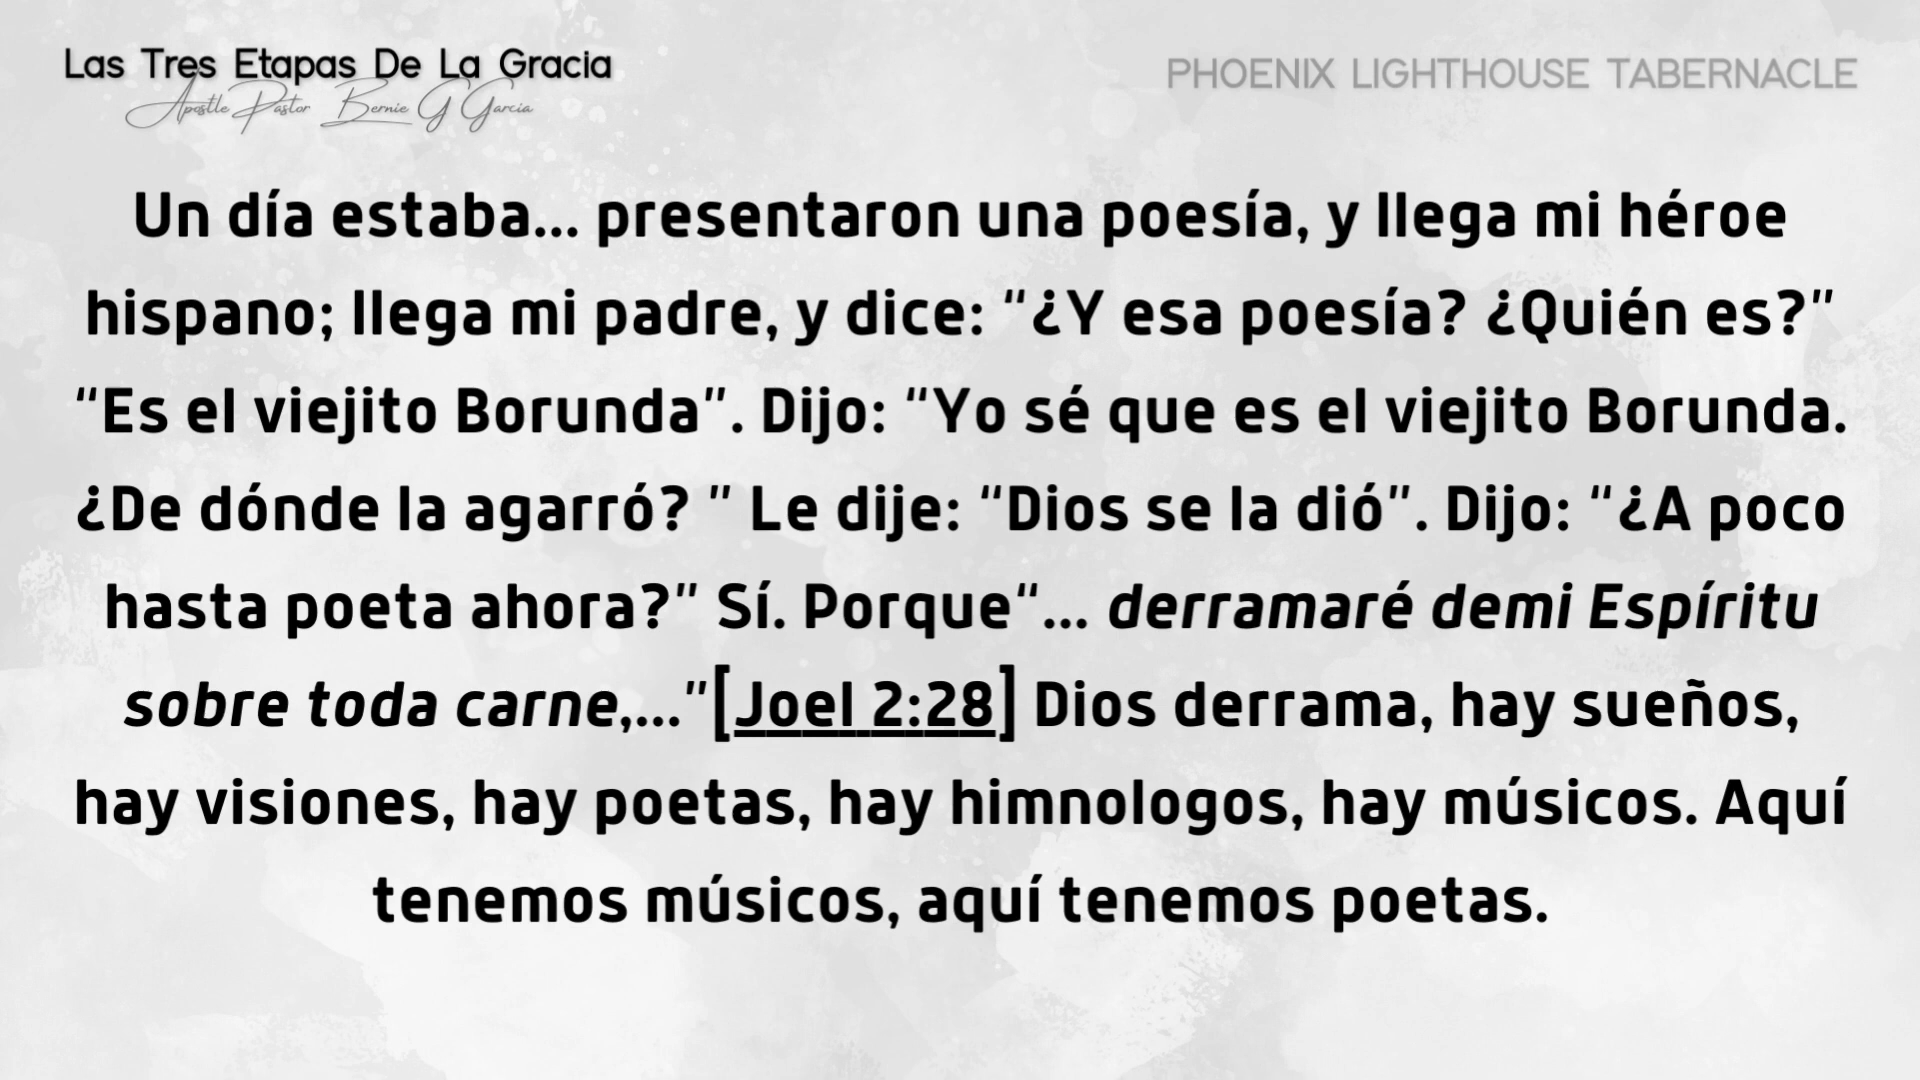 Las Tres Etapas De La Gracia
Apostle Pastor Bernie G Garcia
PHOENIX LIGHTHOUSE TABERNACLE
Un día estaba... presentaron una poesía, y llega mi héroe
hispano; llega mi padre, y dice: “¿Y esa poesía? ¿Quién es?”
“Es el viejito Borunda”. Dijo: “Yo sé que es el viejito Borunda.
¿De dónde la agarró? ” Le dije: “Dios se la dió”. Dijo: “¿A poco
hasta poeta ahora?” Sí. Porque“... derramaré demi Espíritu
sobre toda carne,...”[Joel 2:28] Dios derrama, hay sueños,
hay visiones, hay poetas, hay himnologos, hay músicos. Aquí
tenemos músicos, aquí tenemos poetas.